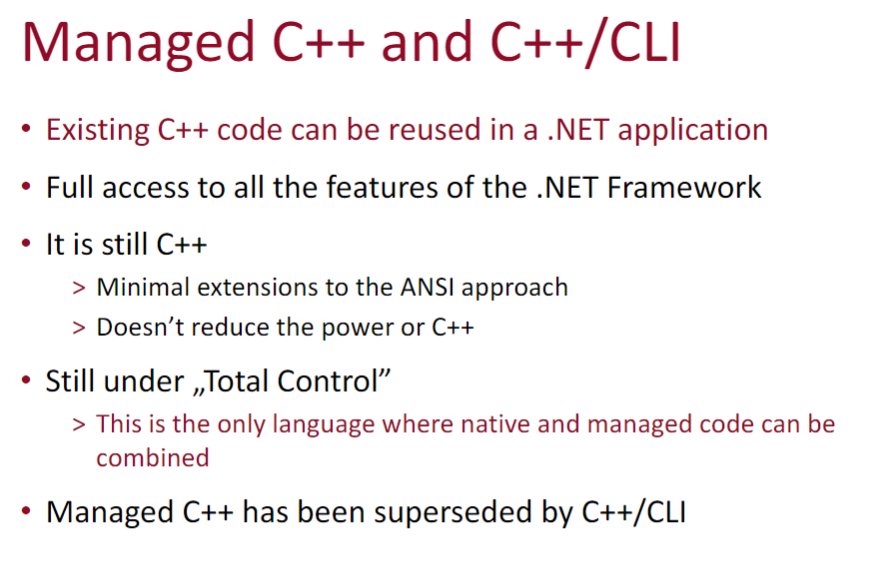 Managed C++ and C++/CLI
• Existing C++ code can be reused in a .NET application
• Full access to all the features of the .NET Framework
• It is still C++
> Minimal extensions to the ANSI approach
> Doesn’t reduce the power or C++
• Still under „Total Control”
> This is the only language where native and managed code can be
combined
• Managed C++ has been superseded by C++/CLI